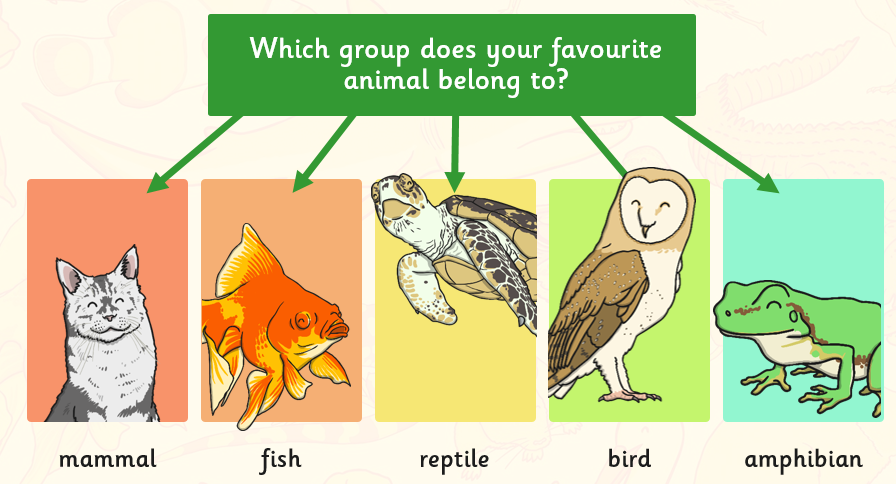 Which group does your favourite
animal belong to?
mammal
fish
reptile
bird
amphibian